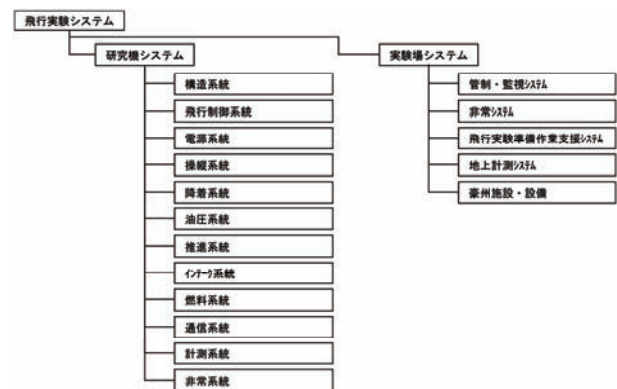 飛行実験システム
研究機システム
構造系統
飛行制御系統
電源系統
操縦系統
降着系統
油圧系統
推進系統
ｲﾝﾃｰｸ系統
燃料系統
通信系統
計測系統
非常系統
実験場システム
管制・監視ｼｽﾃﾑ
非常ｼｽﾃﾑ
飛行実験準備作業支援ｼｽﾃﾑ
地上計測ｼｽﾃﾑ
豪州施設・設備